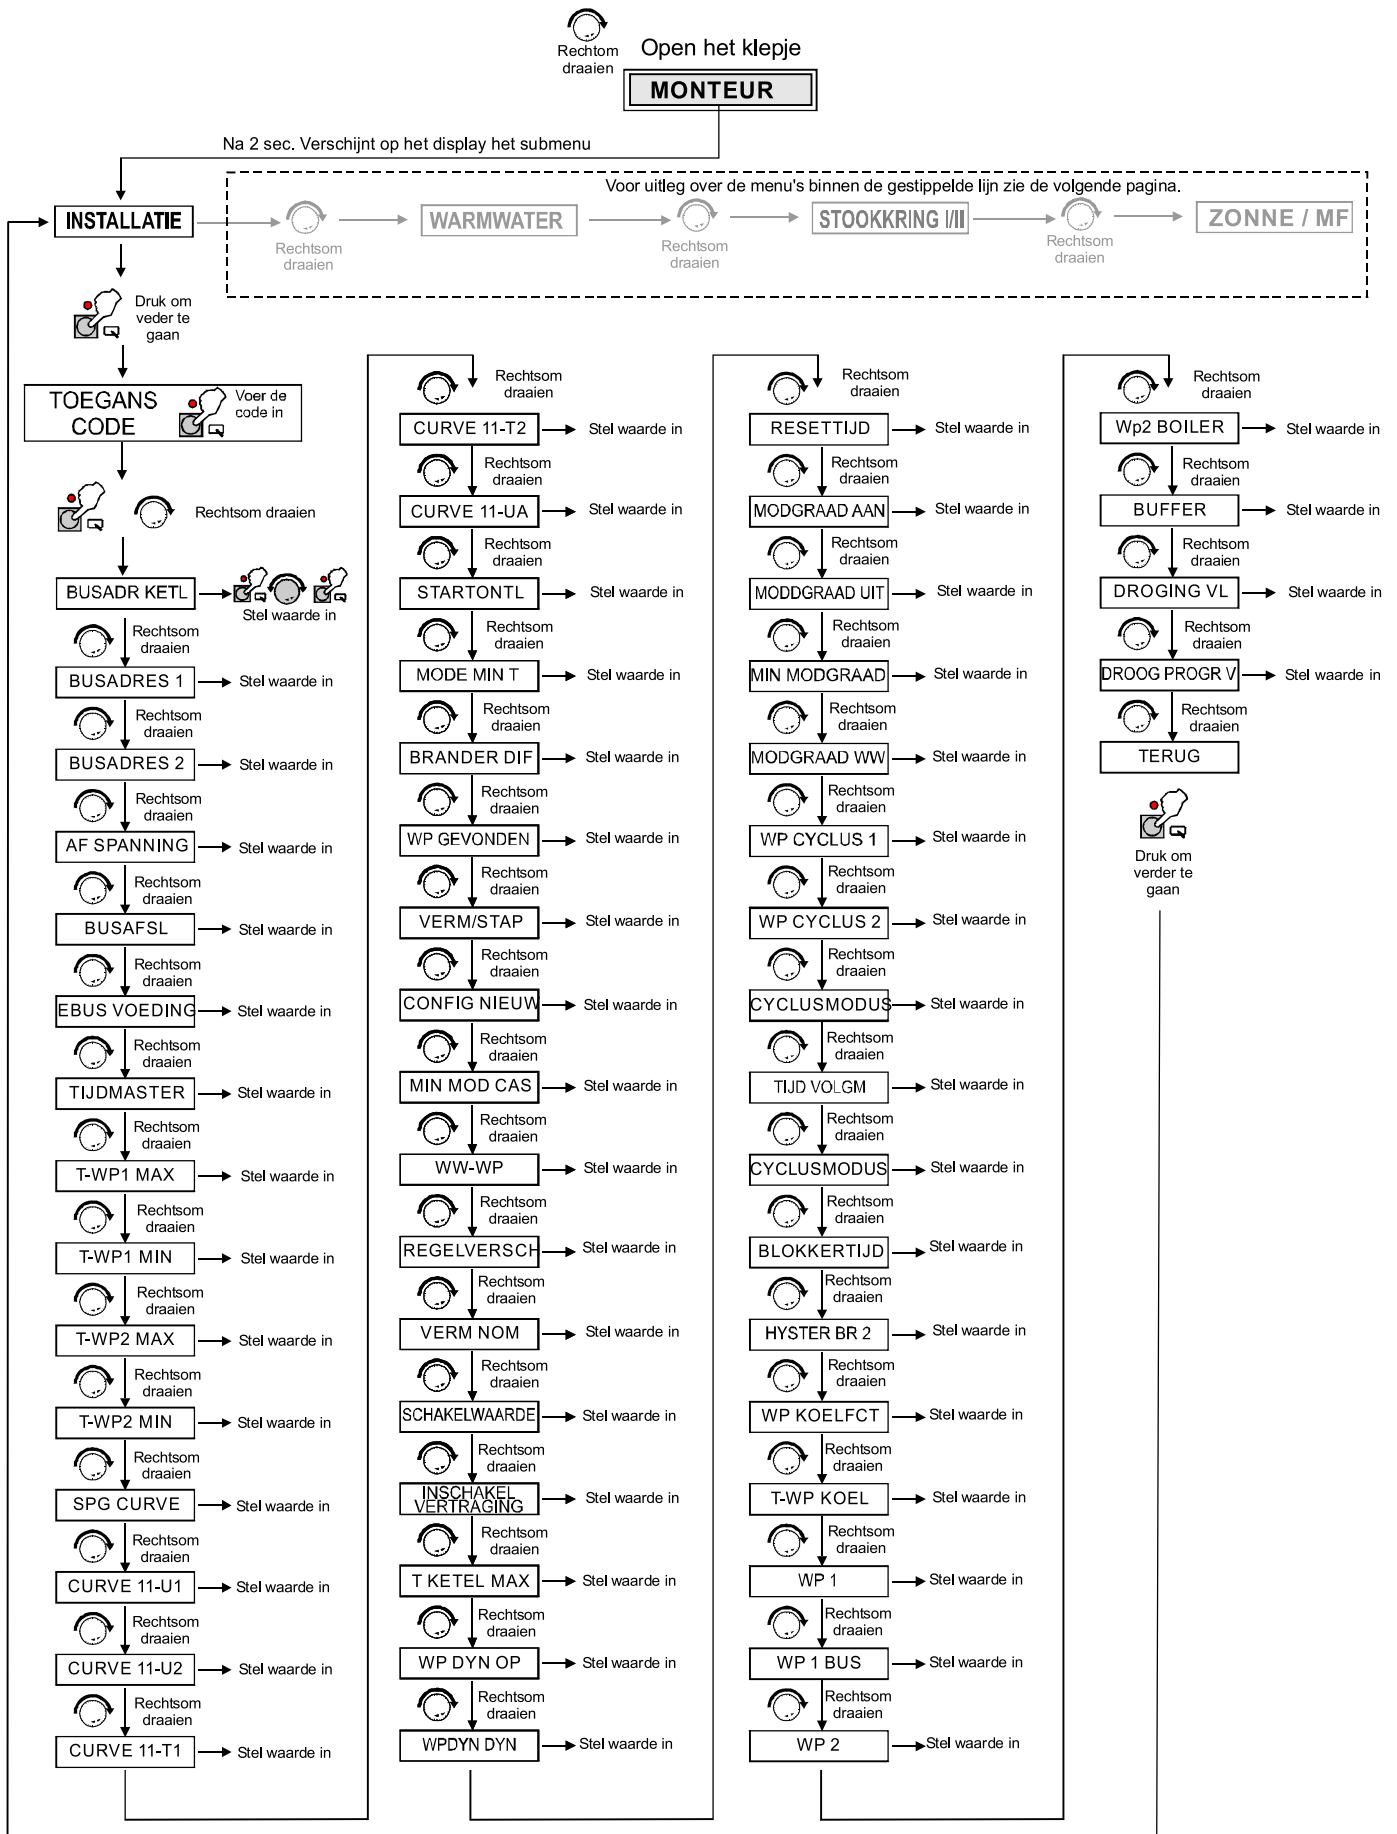 Rechtom
draaien
Open het klepje
MONTEUR
Na 2 sec. Verschijnt op het display het submenu
Voor uitleg over de menu's binnen de gestippelde lijn zie de volgende pagina.
INSTALLATIE
Rechtsom
draaien
WARMWATER
Rechtsom
draaien
STOOKKRING I/II
Rechtsom
draaien
ZONNE / MF
Druk om
veder te
gaan
TOEGANS
CODE
Voer de
code in
Rechtsom draaien
BUSADR KETL
Stel waarde in
Rechtsom
draaien
BUSADRES 1
Stel waarde in
Rechtsom
draaien
BUSADRES 2
Stel waarde in
Rechtsom
draaien
AF SPANNING
Stel waarde in
Rechtsom
draaien
BUSAFSL
Stel waarde in
Rechtsom
draaien
EBUS VOEDING
Stel waarde in
Rechtsom
draaien
TIJDMASTER
Stel waarde in
Rechtsom
draaien
T-WP1 MAX
Stel waarde in
Rechtsom
draaien
T-WP1 MIN
Stel waarde in
Rechtsom
draaien
T-WP2 MAX
Stel waarde in
Rechtsom
draaien
T-WP2 MIN
Stel waarde in
Rechtsom
draaien
SPG CURVE
Stel waarde in
Rechtsom
draaien
CURVE 11-U1
Stel waarde in
Rechtsom
draaien
CURVE 11-U2
Stel waarde in
Rechtsom
draaien
CURVE 11-T1
Stel waarde in
Rechtsom
draaien
CURVE 11-T2
Stel waarde in
Rechtsom
draaien
CURVE 11-UA
Stel waarde in
Rechtsom
draaien
STARTONTL
Stel waarde in
Rechtsom
draaien
MODE MIN T
Stel waarde in
Rechtsom
draaien
BRANDER DIF
Stel waarde in
Rechtsom
draaien
WP GEVONDEN
Stel waarde in
Rechtsom
draaien
VERM/STAP
Stel waarde in
Rechtsom
draaien
CONFIG NIEUW
Stel waarde in
Rechtsom
draaien
MIN MOD CAS
Stel waarde in
Rechtsom
draaien
WW-WP
Stel waarde in
Rechtsom
draaien
REGELVERSCH
Stel waarde in
Rechtsom
draaien
VERM NOM
Stel waarde in
Rechtsom
draaien
SCHAKELWAARDE
Stel waarde in
Rechtsom
draaien
INSCHAKEL
VERTRAGING
Stel waarde in
Rechtsom
draaien
T KETEL MAX
Stel waarde in
Rechtsom
draaien
WP DYN OP
Stel waarde in
Rechtsom
draaien
WPDYN DYN
Stel waarde in
Rechtsom
draaien
RESETTIJD
Stel waarde in
Rechtsom
draaien
MODGRAAD AAN
Stel waarde in
Rechtsom
draaien
MODDGRAAD UIT
Stel waarde in
Rechtsom
draaien
MIN MODGRAAD
Stel waarde in
Rechtsom
draaien
MODGRAAD WW
Stel waarde in
Rechtsom
draaien
WP CYCLUS 1
Stel waarde in
Rechtsom
draaien
WP CYCLUS 2
Stel waarde in
Rechtsom
draaien
CYCLUSMODUS
Stel waarde in
Rechtsom
draaien
TIJD VOLGM
Stel waarde in
Rechtsom
draaien
CYCLUSMODUS
Stel waarde in
Rechtsom
draaien
BLOKKERTIJD
Stel waarde in
Rechtsom
draaien
HYSTER BR 2
Stel waarde in
Rechtsom
draaien
WP KOELFCT
Stel waarde in
Rechtsom
draaien
T-WP KOEL
Stel waarde in
Rechtsom
draaien
WP 1
Stel waarde in
Rechtsom
draaien
WP 1 BUS
Stel waarde in
Rechtsom
draaien
WP 2
Stel waarde in
Rechtsom
draaien
Wp2 BOILER
Stel waarde in
Rechtsom
draaien
BUFFER
Stel waarde in
Rechtsom
draaien
DROGING VL
Stel waarde in
Rechtsom
draaien
DROOG PROGR V
Stel waarde in
Rechtsom
draaien
TERUG
Druk om
verder te
gaan